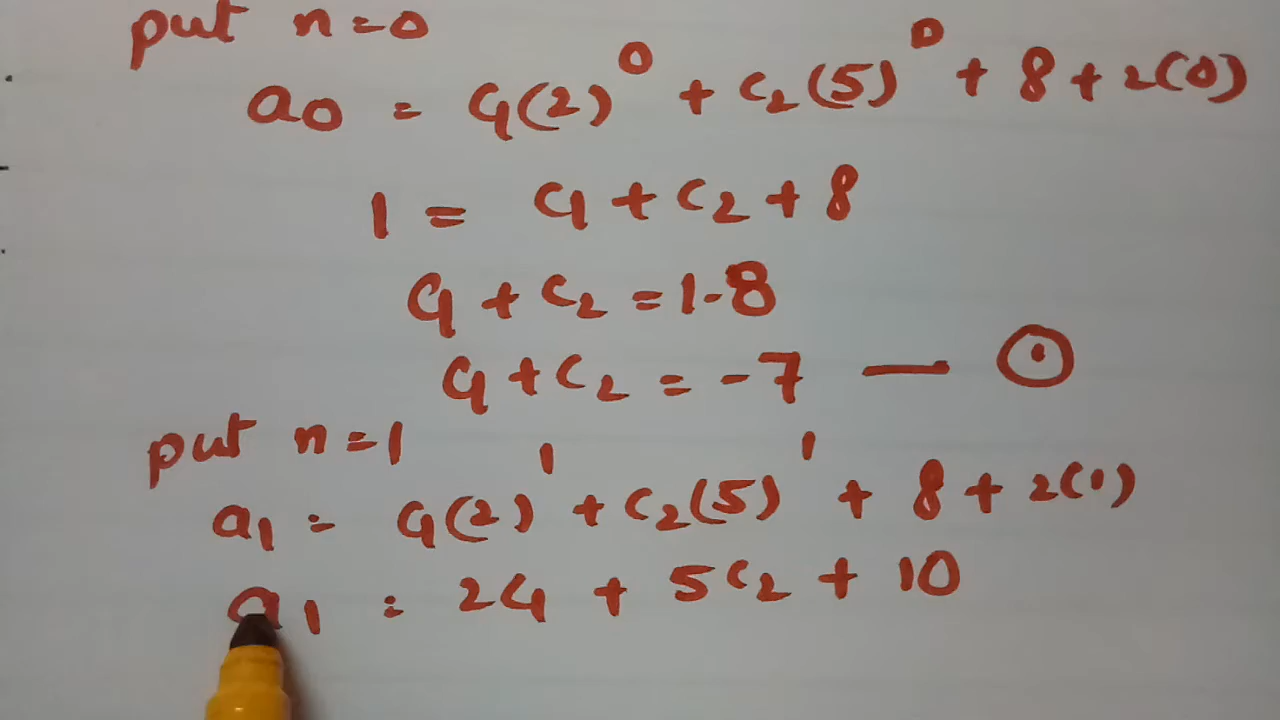 put n=0
a0 = C1(2)^0 + C2(5)^0 + 8 + 2(0)
1 = C1 + C2 + 8
C1 + C2 = 1-8
C1 + C2 = -7 — ①
put n=1
a1 = C1(2)^1 + C2(5)^1 + 8 + 2(1)
a1 = 2C1 + 5C2 + 10